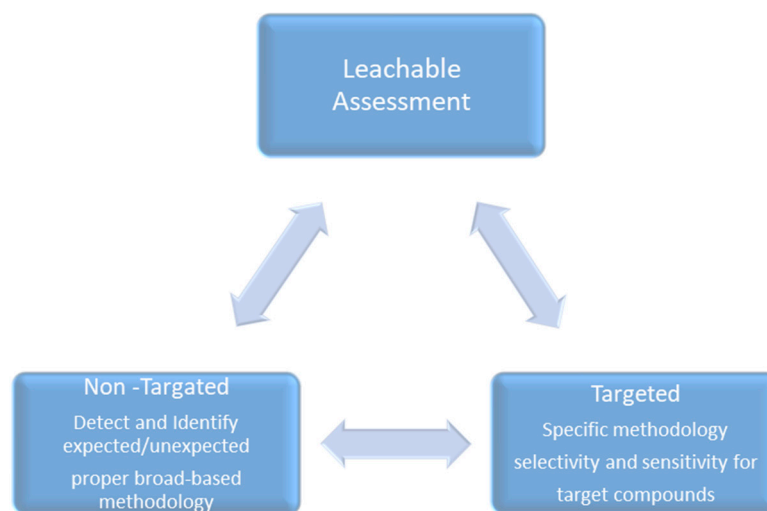 Leachable
Assessment
Non -Targated
Detect and Identify
expected/unexpected
proper broad-based
methodology
Targeted
Specific methodology
selectivity and sensitivity for
target compounds